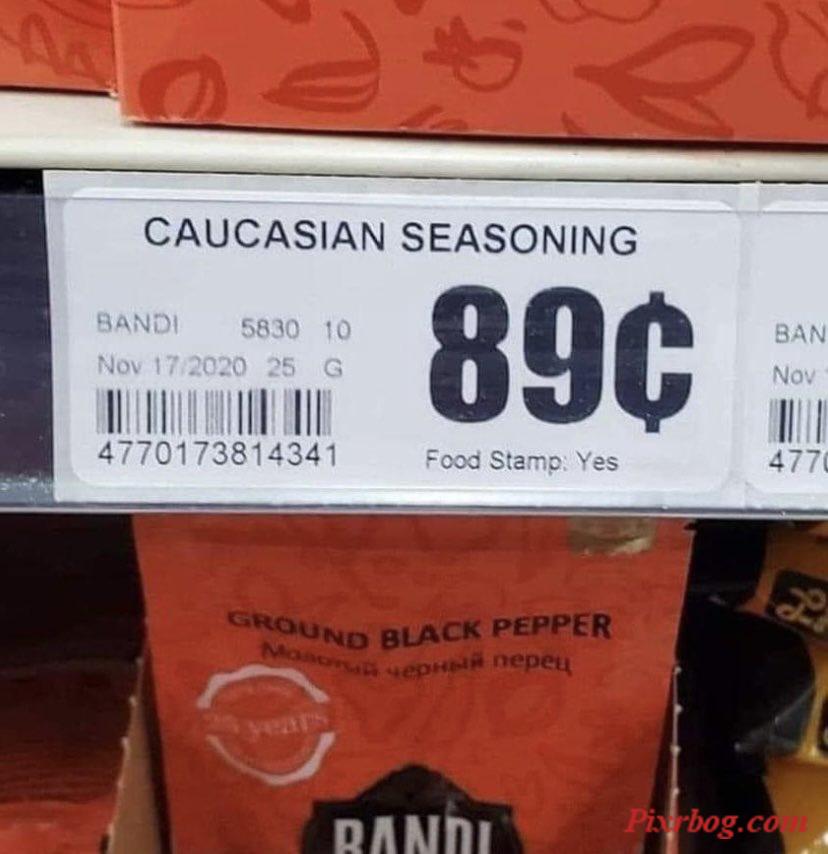 CAUCASIAN SEASONING
BANDI 5830 10
Nov 17/2020 25 G
89¢
4770173814341
Food Stamp: Yes
BAN
Nov
4770
GROUND BLACK PEPPER
Молотый черный перец
25 years
BANDI
Pixrbog.com